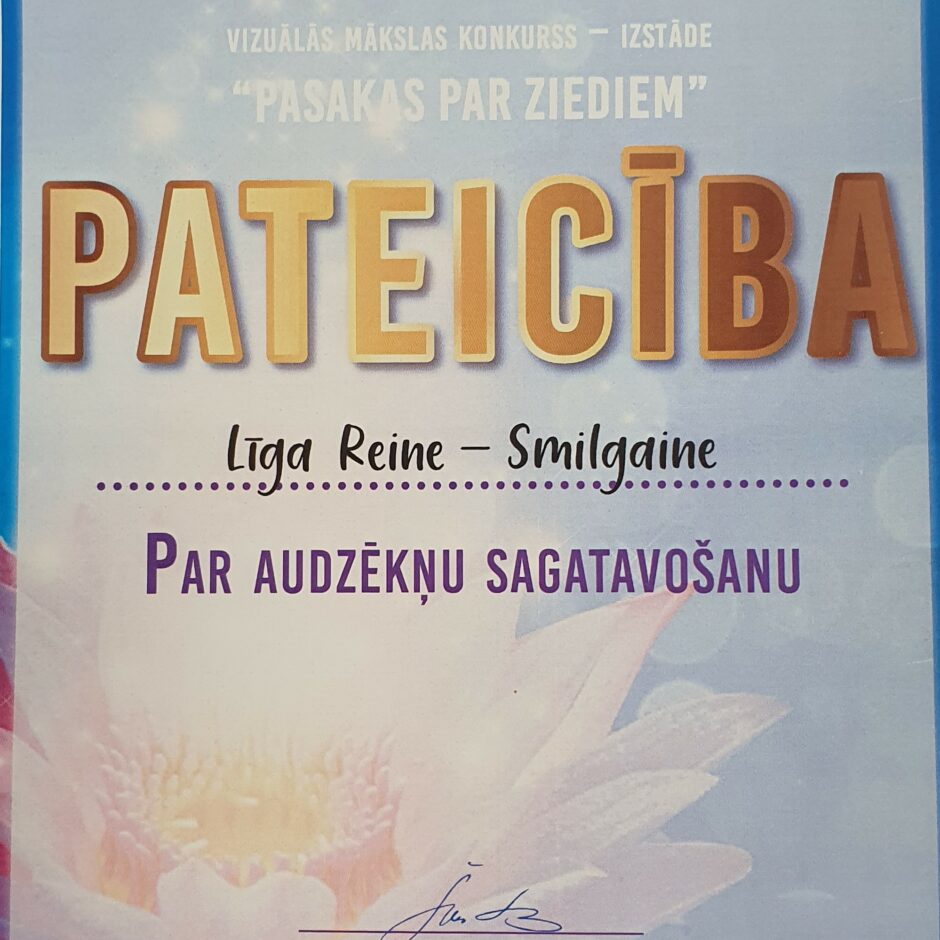 VIZUĀLĀS MĀKSLAS KONKURSS – IZSTĀDE
“PASAKAS PAR ZIEDIEM”
PATEICĪBA
Līga Reine – Smilgaine
PAR AUDZĒKŅU SAGATAVOŠANU